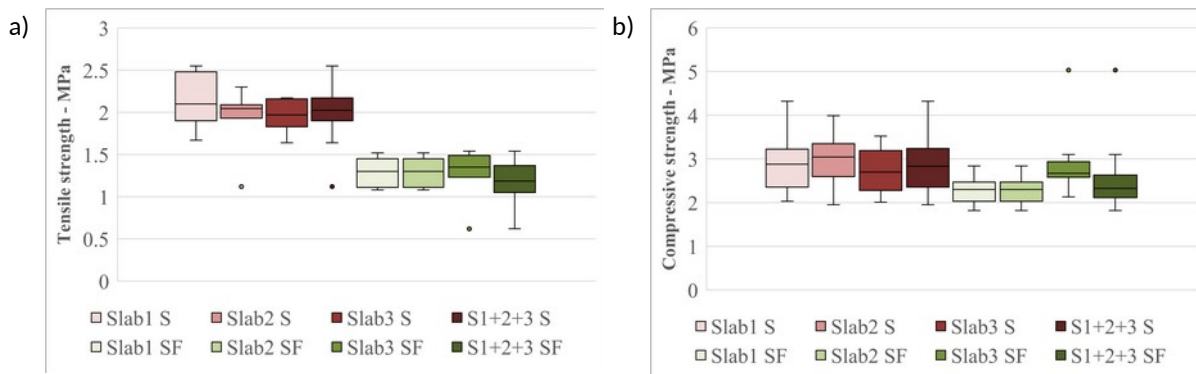 a)
Tensile strength - MPa
3
2.5
2
1.5
1
0.5
0
Slab1 S Slab2 S Slab3 S S1+2+3 S
Slab1 SF Slab2 SF Slab3 SF S1+2+3 SF
b)
Compressive strength - MPa
6
5
4
3
2
1
0
Slab1 S Slab2 S Slab3 S S1+2+3 S
Slab1 SF Slab2 SF Slab3 SF S1+2+3 SF